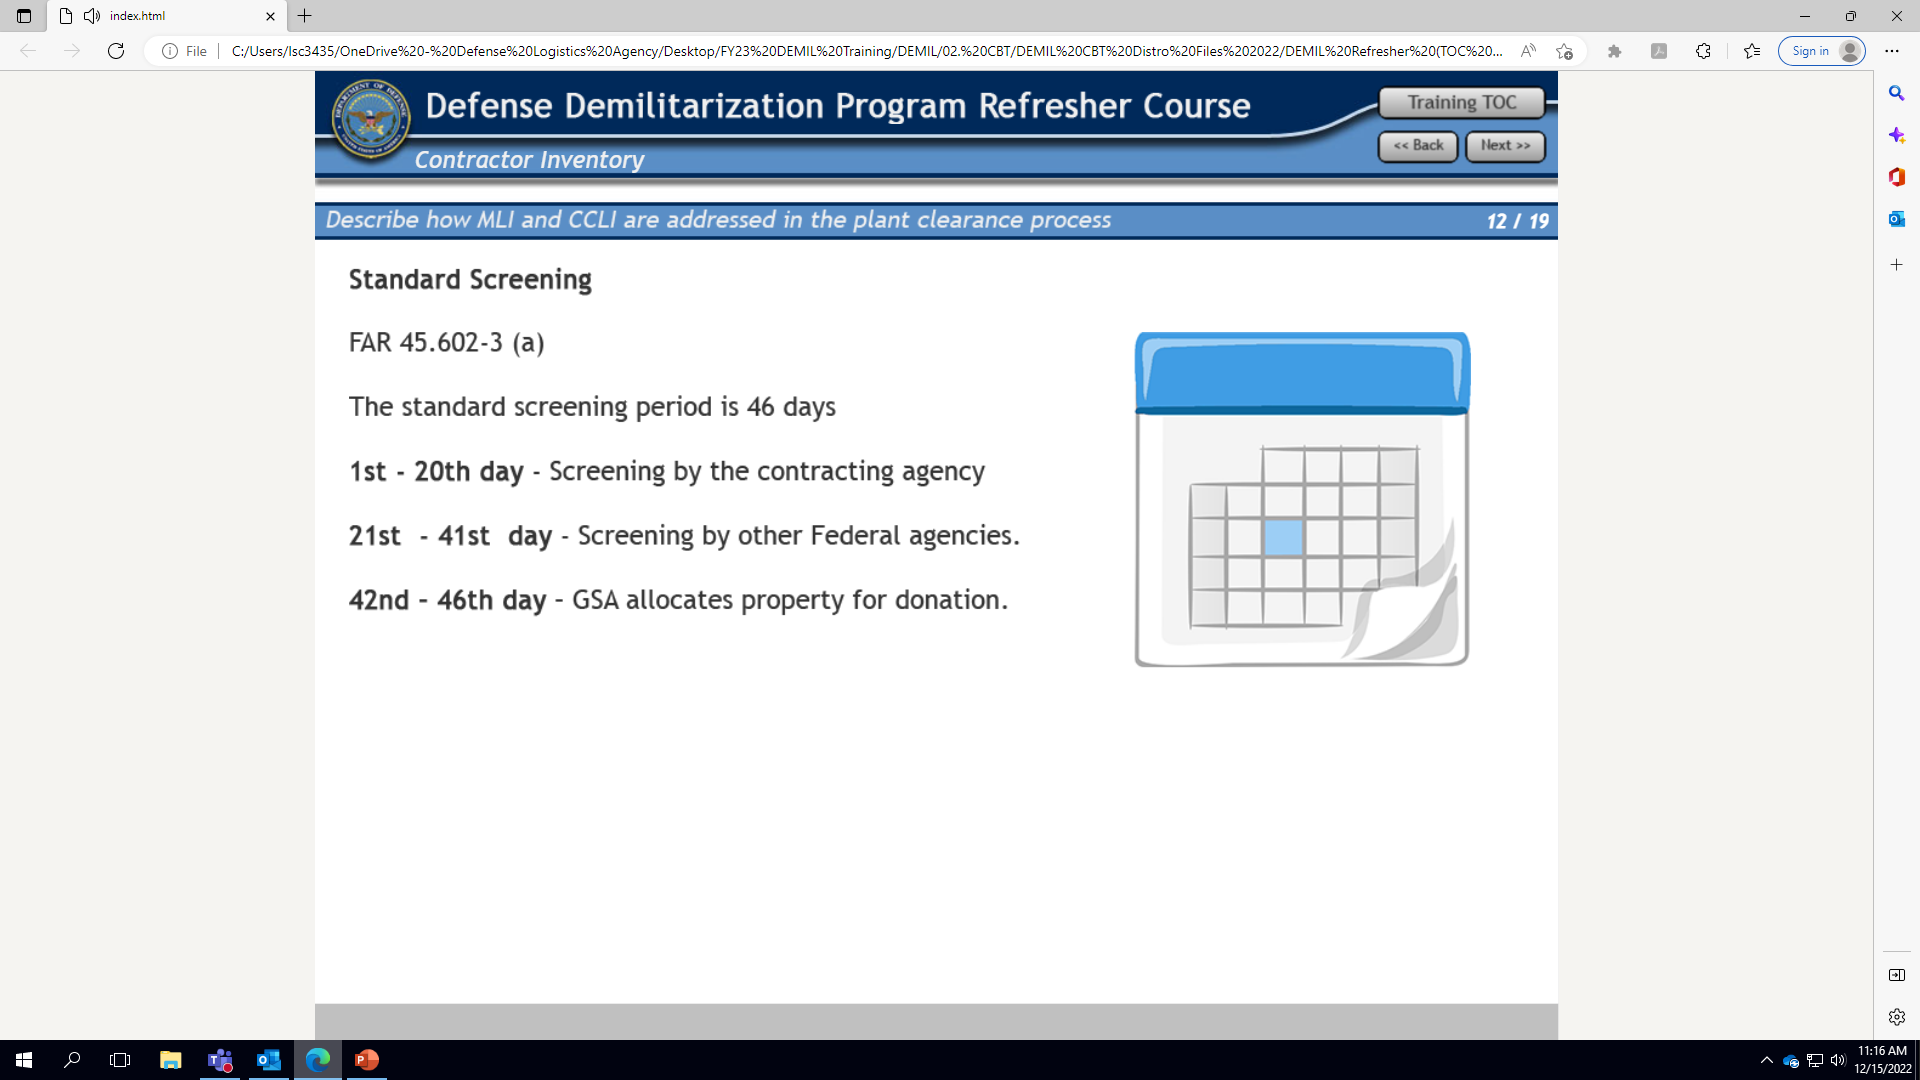 index.html
File
C:/Users/lsc3435/OneDrive%20-%20Defense%20Logistics%20Agency/Desktop/FY23%20DEMIL%20Training/DEMIL/02.%20CBT/DEMIL%20CBT%20Distro%20Files%202022/DEMIL%20Refresher%20(TOC%20...
Sign in
Defense Demilitarization Program Refresher Course
Training TOC
<< Back
Next >>
Contractor Inventory
Describe how MLI and CCLI are addressed in the plant clearance process
12 / 19
Standard Screening
FAR 45.602-3 (a)
The standard screening period is 46 days
1st - 20th day - Screening by the contracting agency
21st - 41st day - Screening by other Federal agencies.
42nd – 46th day – GSA allocates property for donation.
11:16 AM
12/15/2022